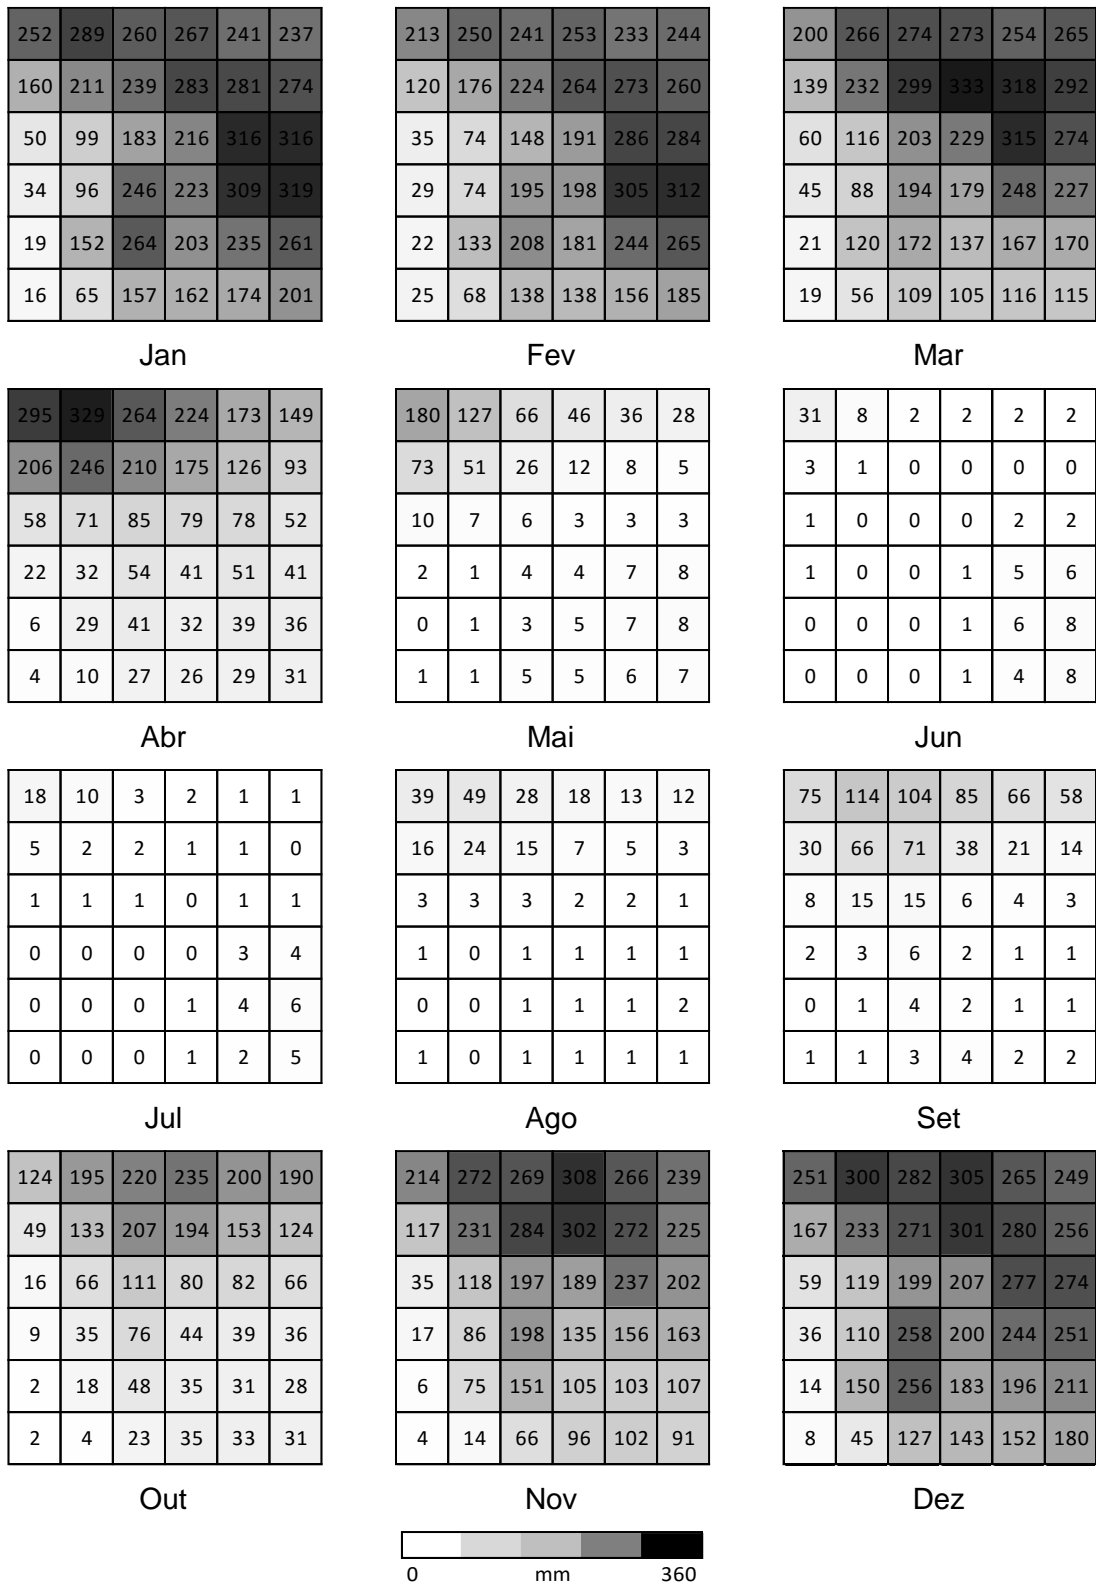 252 289 260 267 241 237 213 250 241 253 233 244 200 266 274 273 254 265
160 211 239 283 281 274 120 176 224 264 273 260 139 232 299 333 318 292
50 99 183 216 316 316 35 74 148 191 286 284 60 116 203 229 315 274
34 96 246 223 309 319 29 74 195 198 305 312 45 88 194 179 248 227
19 152 264 203 235 261 22 133 208 181 244 265 21 120 172 137 167 170
16 65 157 162 174 201 25 68 138 138 156 185 19 56 109 105 116 115
Jan Fev Mar
295 329 264 224 173 149 180 127 66 46 36 28 31 8 2 2 2 2
206 246 210 175 126 93 73 51 26 12 8 5 3 1 0 0 0 0
58 71 85 79 78 52 10 7 6 3 3 3 1 0 0 0 2 2
22 32 54 41 51 41 2 1 4 4 7 8 1 0 0 1 5 6
6 29 41 32 39 36 0 1 3 5 7 8 0 0 0 1 6 8
4 10 27 26 29 31 1 1 5 5 6 7 0 0 0 1 4 8
Abr Mai Jun
18 10 3 2 1 1 39 49 28 18 13 12 75 114 104 85 66 58
5 2 2 1 1 0 16 24 15 7 5 3 30 66 71 38 21 14
1 1 1 0 1 1 3 3 3 2 2 1 8 15 15 6 4 3
0 0 0 0 3 4 1 0 1 1 1 1 2 3 6 2 1 1
0 0 0 1 4 6 0 0 1 1 1 2 0 1 4 2 1 1
0 0 0 1 2 5 1 0 1 1 1 1 1 1 3 4 2 2
Jul Ago Set
124 195 220 235 200 190 214 272 269 308 266 239 251 300 282 305 265 249
49 133 207 194 153 124 117 231 284 302 272 225 167 233 271 301 280 256
16 66 111 80 82 66 35 118 197 189 237 202 59 119 199 207 277 274
9 35 76 44 39 36 17 86 198 135 156 163 36 110 258 200 244 251
2 18 48 35 31 28 6 75 151 105 103 107 14 150 256 183 196 211
2 4 23 35 33 31 4 14 66 96 102 91 8 45 127 143 152 180
Out Nov Dez
0 mm 360